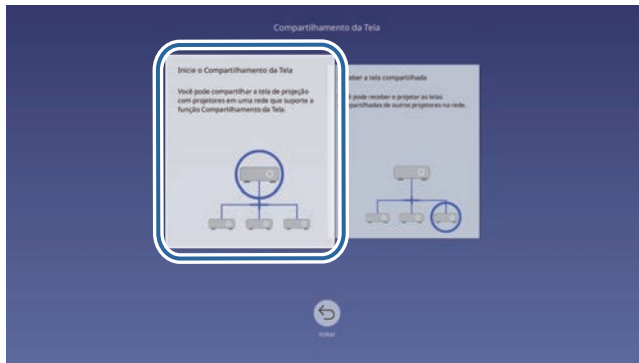 Compartilhamento da Tela
Inicie o Compartilhamento da Tela
Você pode compartilhar a tela de projeção
com projetores em uma rede que suporte a
função Compartilhamento da Tela.
eber a tela compartilhada
pode receber e projetar as telas
partilhadas de outros projetores na rede.
Voltar